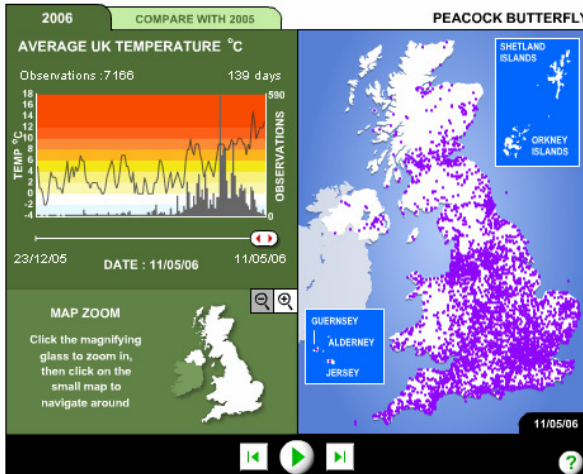 2006
COMPARE WITH 2005
PEACOCK BUTTERFLY
AVERAGE UK TEMPERATURE °C
Observations :7166
139 days
18
16
14
12
10
8
6
4
2
0
-2
-4
TEMP °C
590
0
OBSERVATIONS
23/12/05
DATE : 11/05/06
11/05/06
MAP ZOOM
Click the magnifying
glass to zoom in,
then click on the
small map to
navigate around
SHETLAND
ISLANDS
ORKNEY
ISLANDS
GUERNSEY
ALDERNEY
JERSEY
11/05/06
?